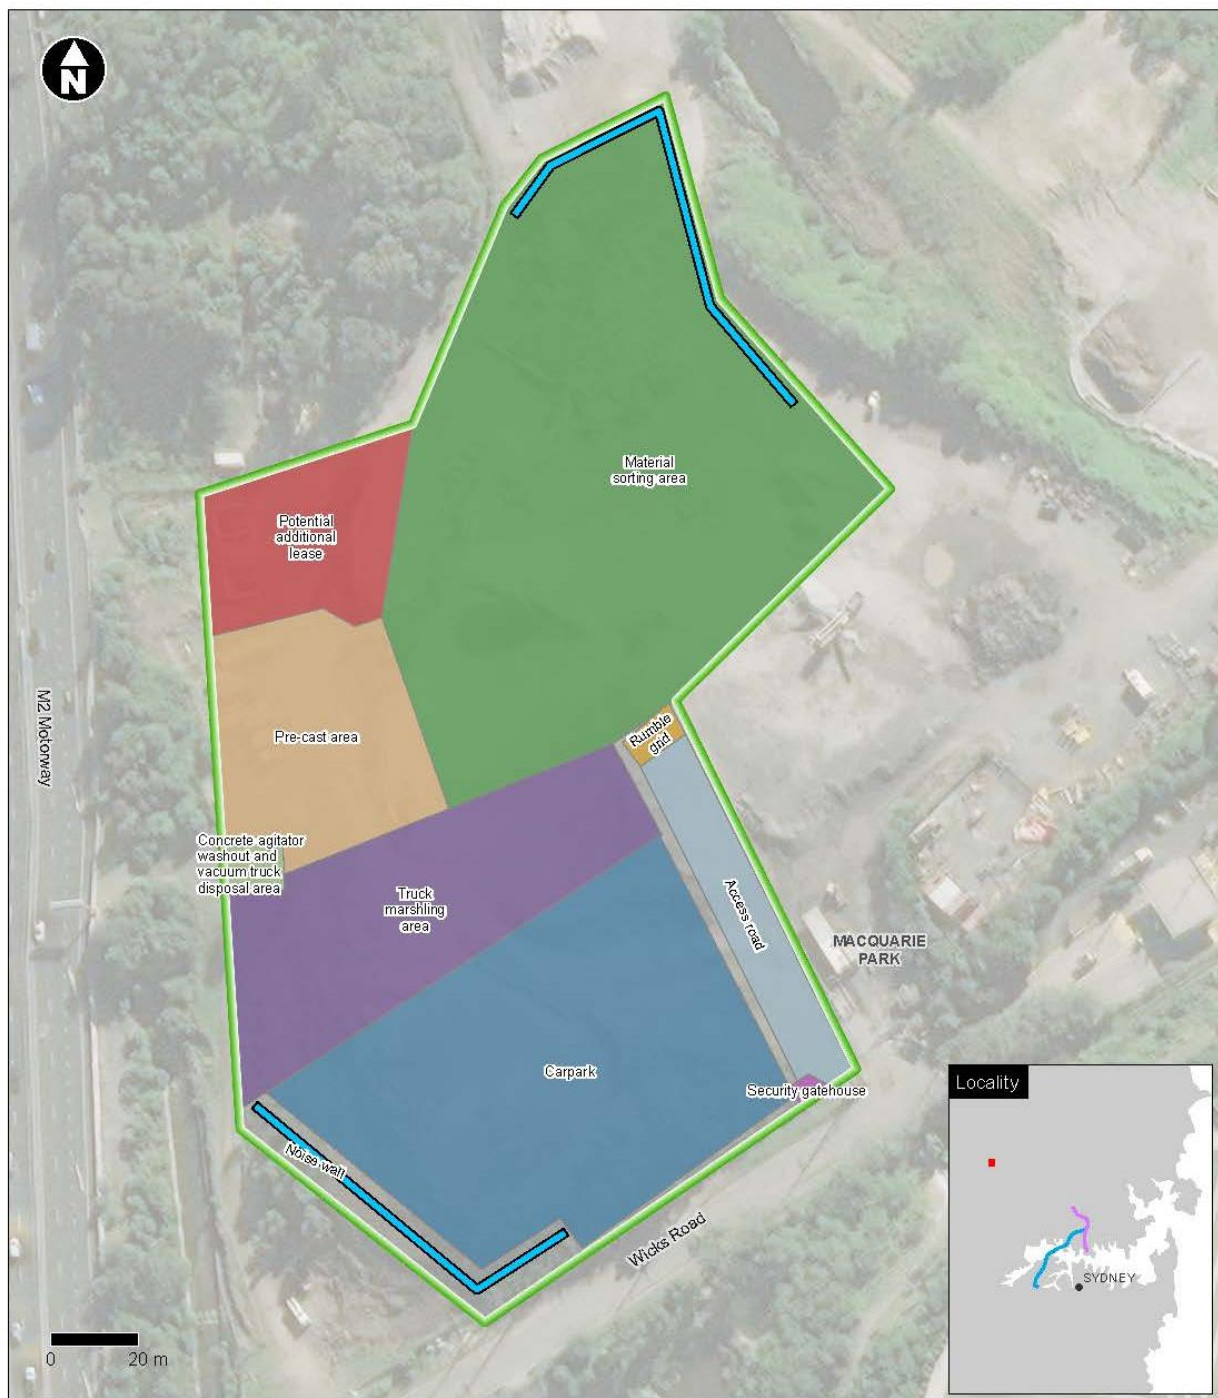 N
Material
sorting area
Potential
additional
lease
M2 Motorway
Pre-cast area
Rumble
grid
Concrete agitator
washout and
vacuum truck
disposal area
Truck
marshling
area
Access road
MACQUARIE
PARK
Carpark
Security gatehouse
Noise wall
Wicks Road
Locality
SYDNEY
0 20 m